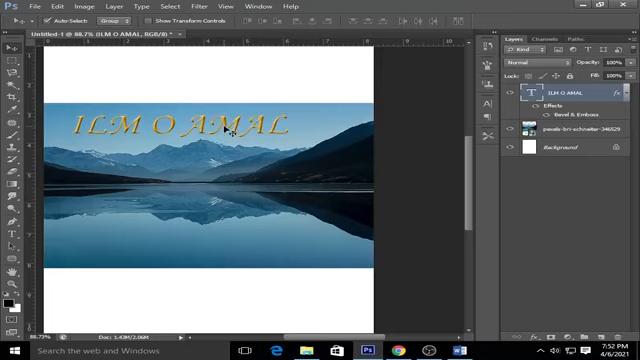 Ps File Edit Image Layer Type Select Filter View Window Help
Auto-Select: Group Show Transform Controls
Untitled-1 @ 88.7% (ILM O AMAL, RGB/8) *
ILM O AMAL
Layers Channels Paths
Kind
Normal Opacity: 100%
Lock: Fill: 100%
T ILM O AMAL fx
Effects
Bevel & Emboss
pexels-bri-schneiter-346529
Background
88.73% Doc: 1.43M/2.06M
Search the web and Windows
7:52 PM
4/6/2021